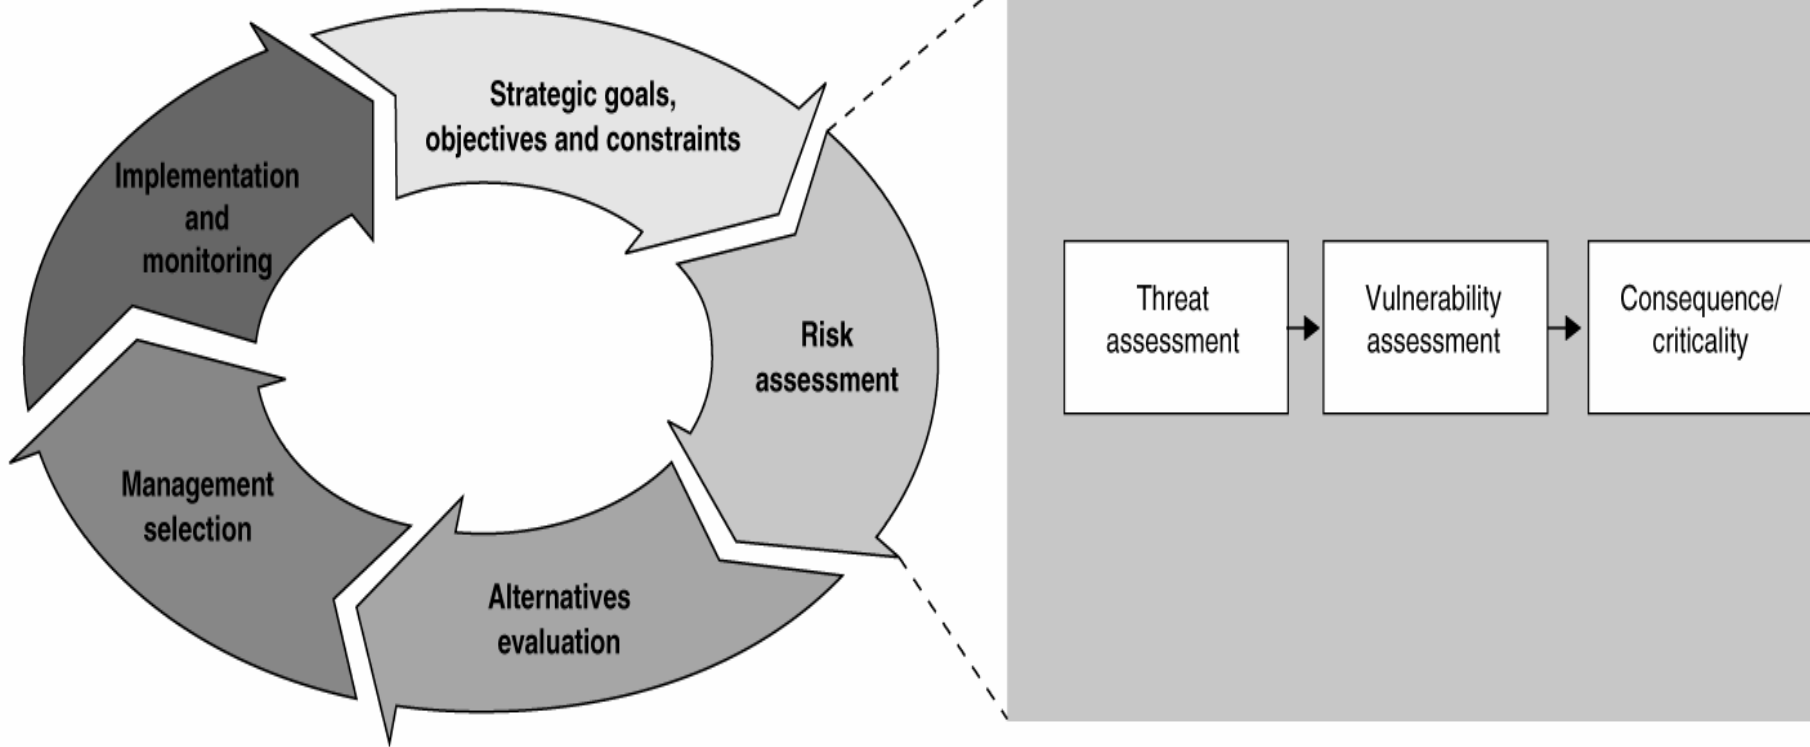 Strategic goals,
objectives and constraints
Implementation
and
monitoring
Risk
assessment
Management
selection
Alternatives
evaluation
Threat
assessment
Vulnerability
assessment
Consequence/
criticality